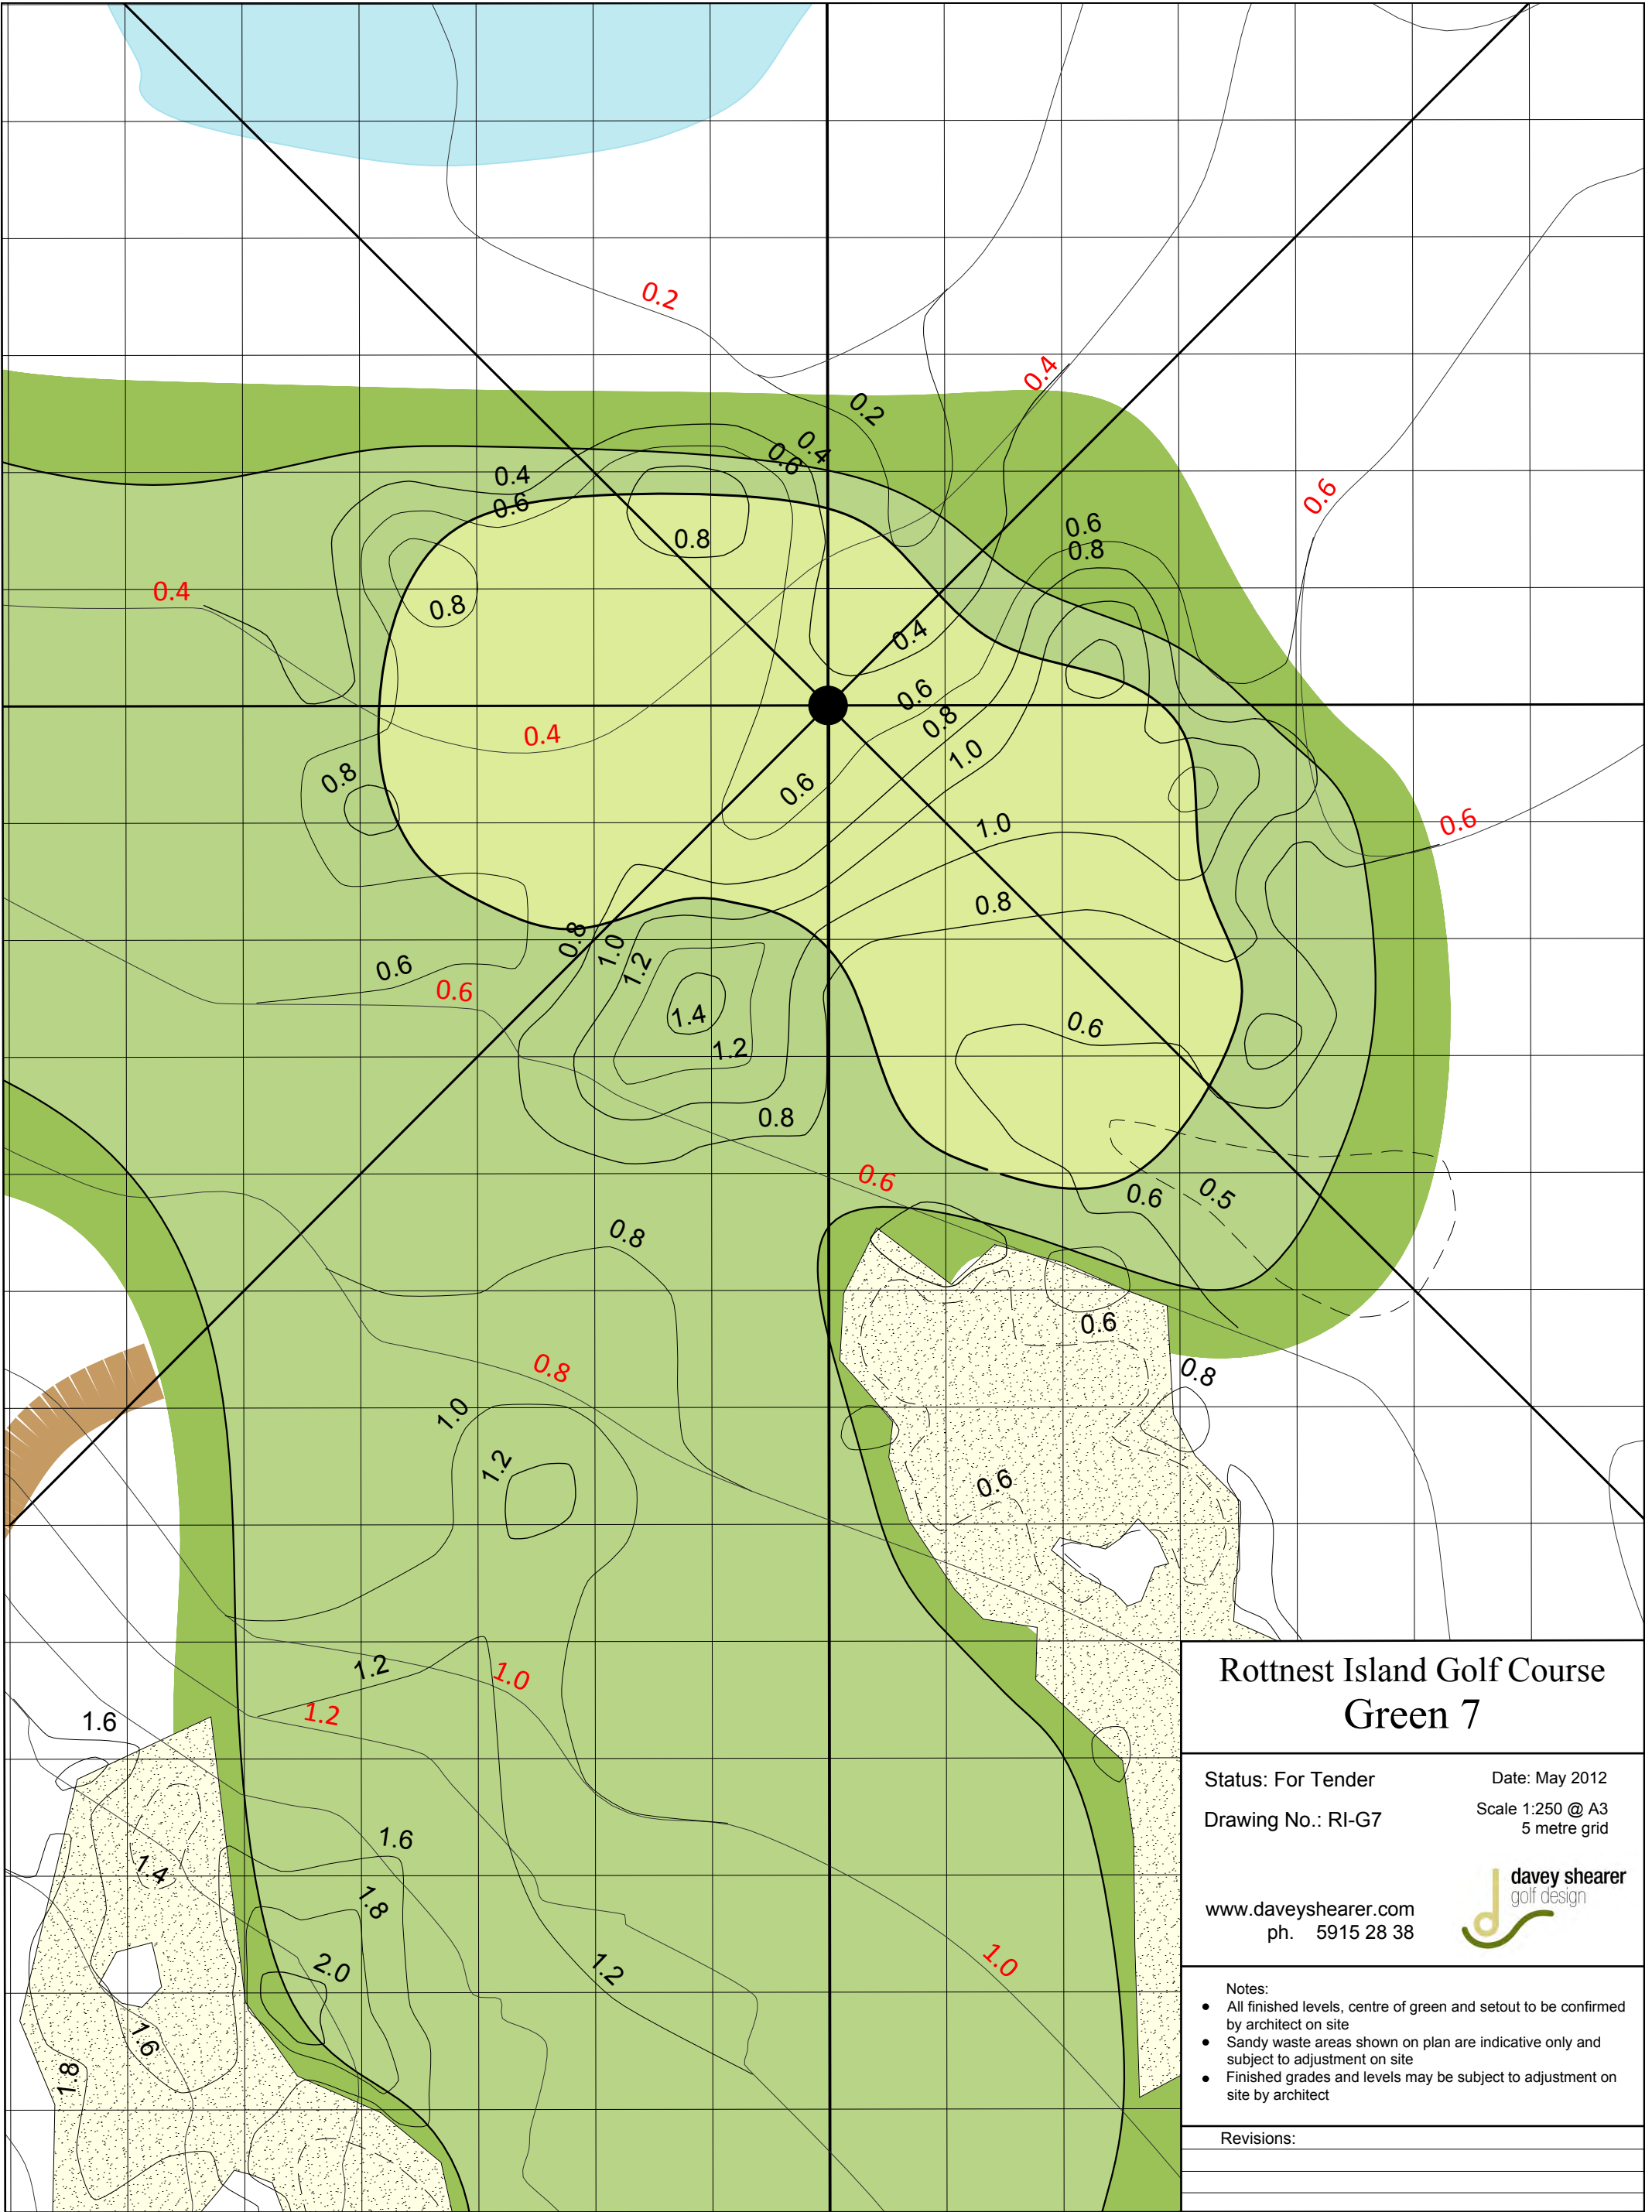 0.2
0.4
0.2
0.4
0.6
0.4
0.6
0.6
0.8
0.6
0.8
0.4
0.8
0.4
0.6
0.4
0.8
1.0
0.8
0.6
1.0
0.6
0.8
0.8
1.0
1.2
0.6
0.6
1.4
0.6
1.2
0.8
0.6
0.6
0.5
0.8
0.6
0.8
0.8
1.0
1.2
0.6
1.2
1.0
1.2
1.6
1.6
1.4
1.8
2.0
1.2
1.0
1.6
1.8
Rottnest Island Golf Course
Green 7
Status: For Tender
Date: May 2012
Drawing No.: RI-G7
Scale 1:250 @ A3
5 metre grid
davey shearer
golf design
www.daveyshearer.com
ph. 5915 28 38
Notes:
● All finished levels, centre of green and setout to be confirmed
by architect on site
● Sandy waste areas shown on plan are indicative only and
subject to adjustment on site
● Finished grades and levels may be subject to adjustment on
site by architect
Revisions: